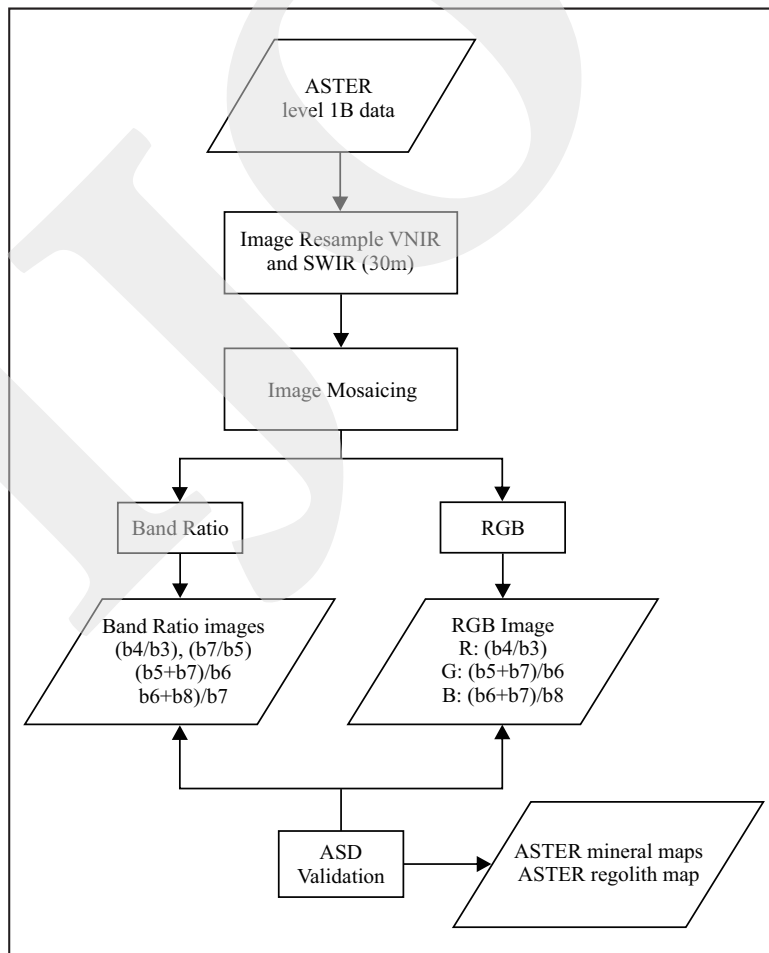 ASTER
level 1B data
Image Resample VNIR
and SWIR (30m)
Image Mosaicing
Band Ratio
RGB
Band Ratio images
(b4/b3), (b7/b5)
(b5+b7)/b6
b6+b8)/b7
RGB Image
R: (b4/b3)
G: (b5+b7)/b6
B: (b6+b7)/b8
ASD
Validation
ASTER mineral maps
ASTER regolith map